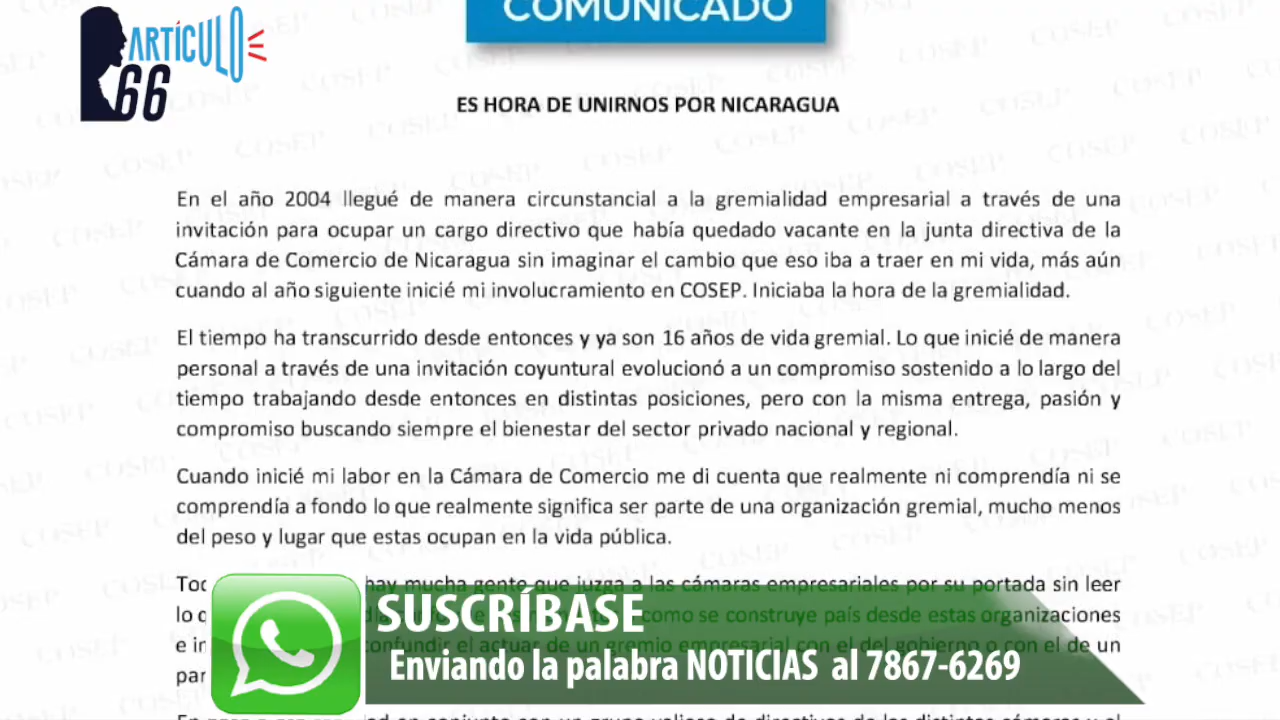 COMUNICADO
ARTÍCULO
66
ES HORA DE UNIRNOS POR NICARAGUA
En el año 2004 llegué de manera circunstancial a la gremialidad empresarial a través de una
invitación para ocupar un cargo directivo que había quedado vacante en la junta directiva de la
Cámara de Comercio de Nicaragua sin imaginar el cambio que eso iba a traer en mi vida, más aún
cuando al año siguiente inicié mi involucramiento en COSEP. Iniciaba la hora de la gremialidad.
El tiempo ha transcurrido desde entonces y ya son 16 años de vida gremial. Lo que inicié de manera
personal a través de una invitación coyuntural evolucionó a un compromiso sostenido a lo largo del
tiempo trabajando desde entonces en distintas posiciones, pero con la misma entrega, pasión y
compromiso buscando siempre el bienestar del sector privado nacional y regional.
Cuando inicié mi labor en la Cámara de Comercio me di cuenta que realmente ni comprendía ni se
comprendía a fondo lo que realmente significa ser parte de una organización gremial, mucho menos
del peso y lugar que estas ocupan en la vida pública.
hay mucha gente que juzga a las cámaras empresariales por su portada sin leer
lo como se construye país desde estas organizaciones
e confundir el actuar de un gremio empresarial con el del gobierno o con el de un
SUSCRÍBASE
Enviando la palabra NOTICIAS al 7867-6269